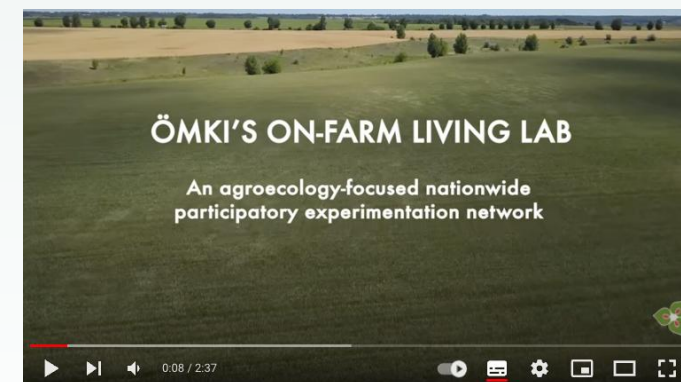 ÖMKI'S ON-FARM LIVING LAB
An agroecology-focused nationwide
participatory experimentation network
0:08 / 2:37